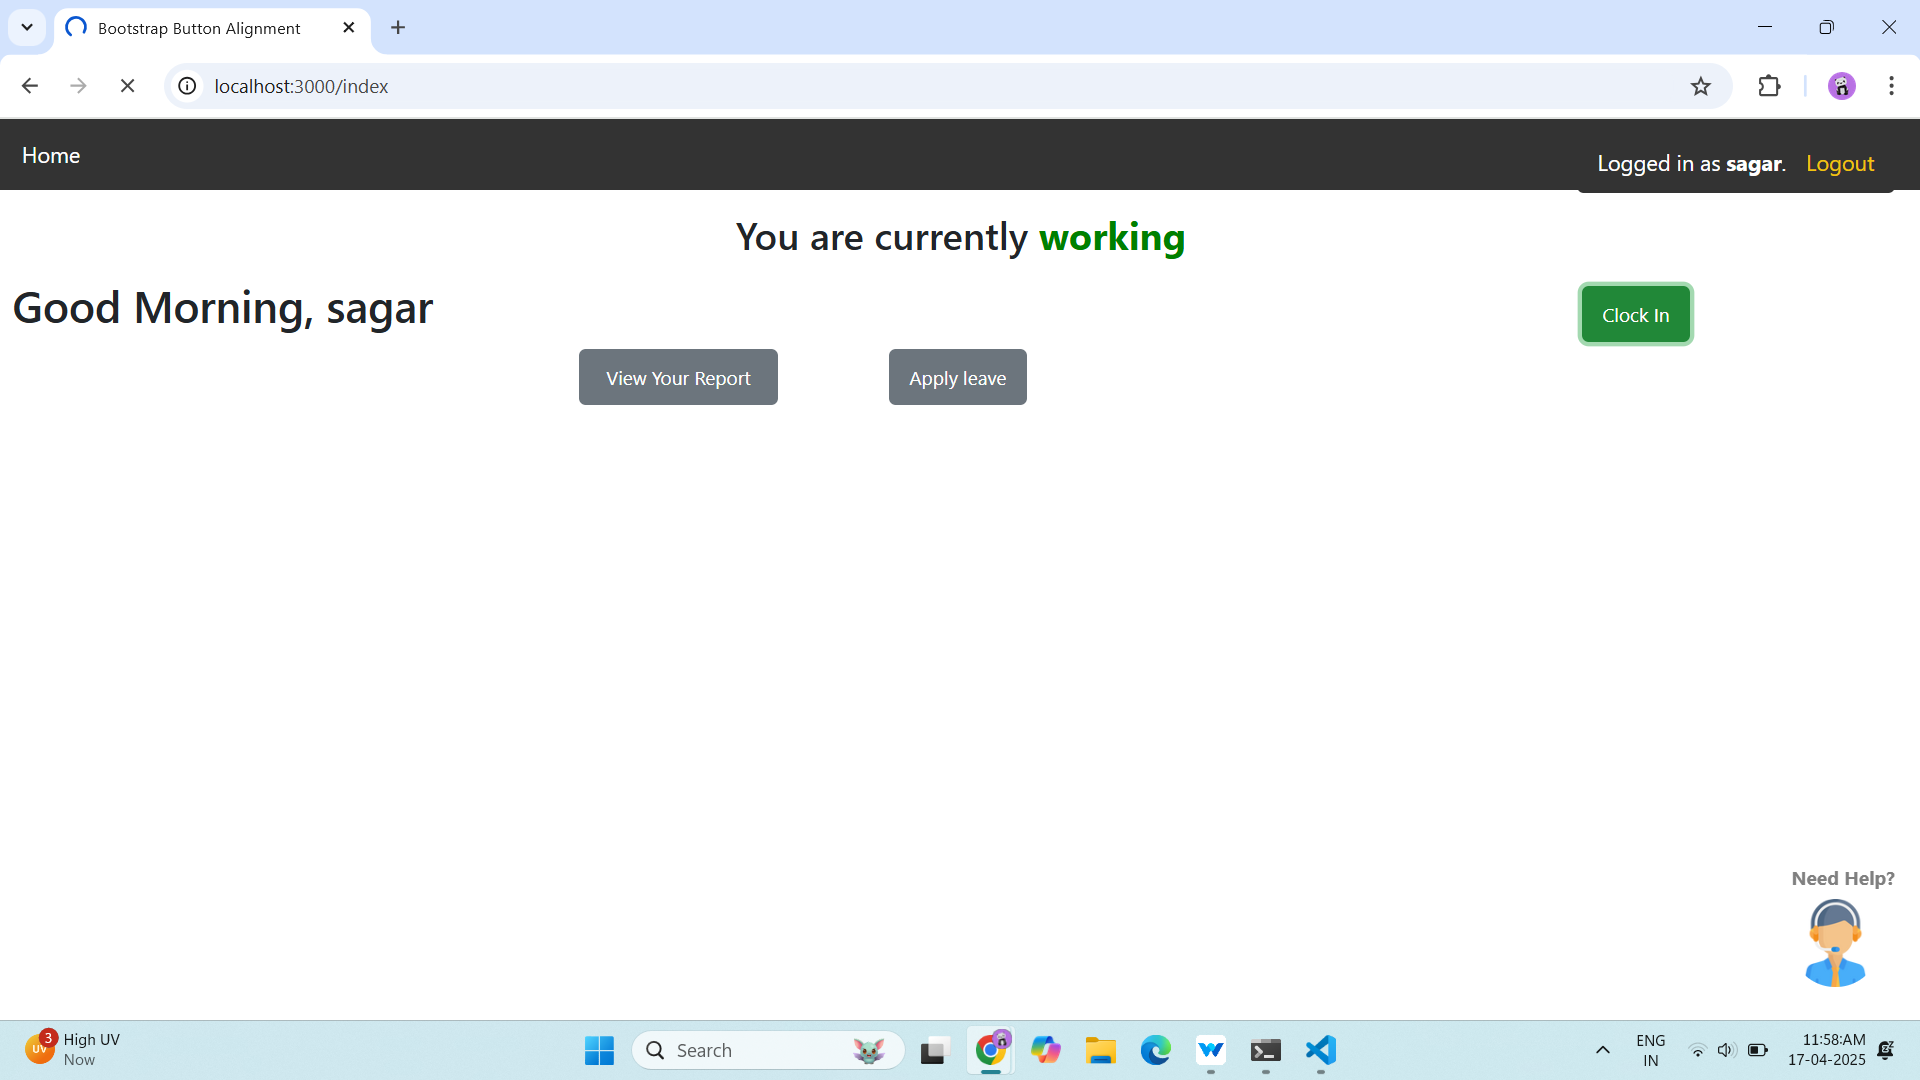 Bootstrap Button Alignment
localhost:3000/index
Home
Logged in as sagar. Logout
You are currently working
Good Morning, sagar
Clock In
View Your Report
Apply leave
Need Help?
3
UV
High UV
Now
Search
ENG
IN
11:58:AM
17-04-2025